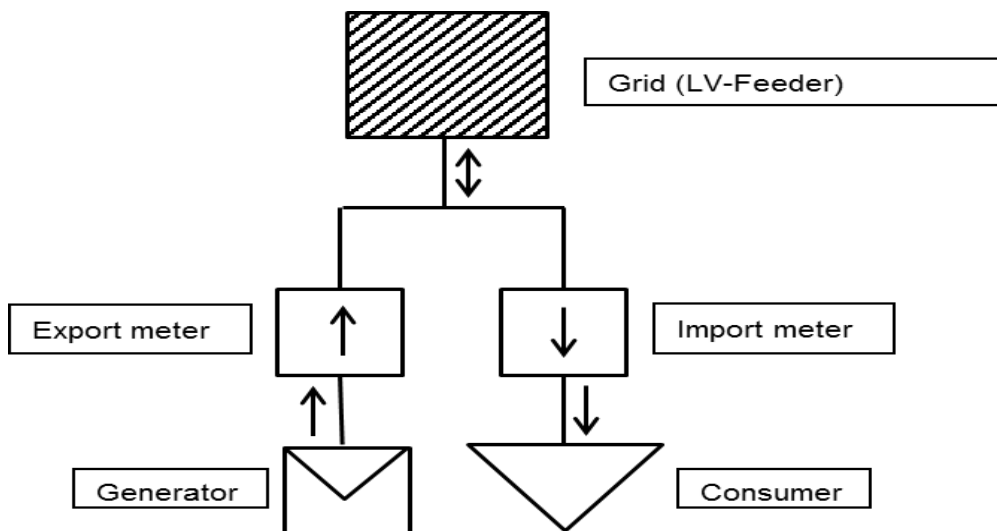 Grid (LV-Feeder)
Export meter
Import meter
Generator
Consumer